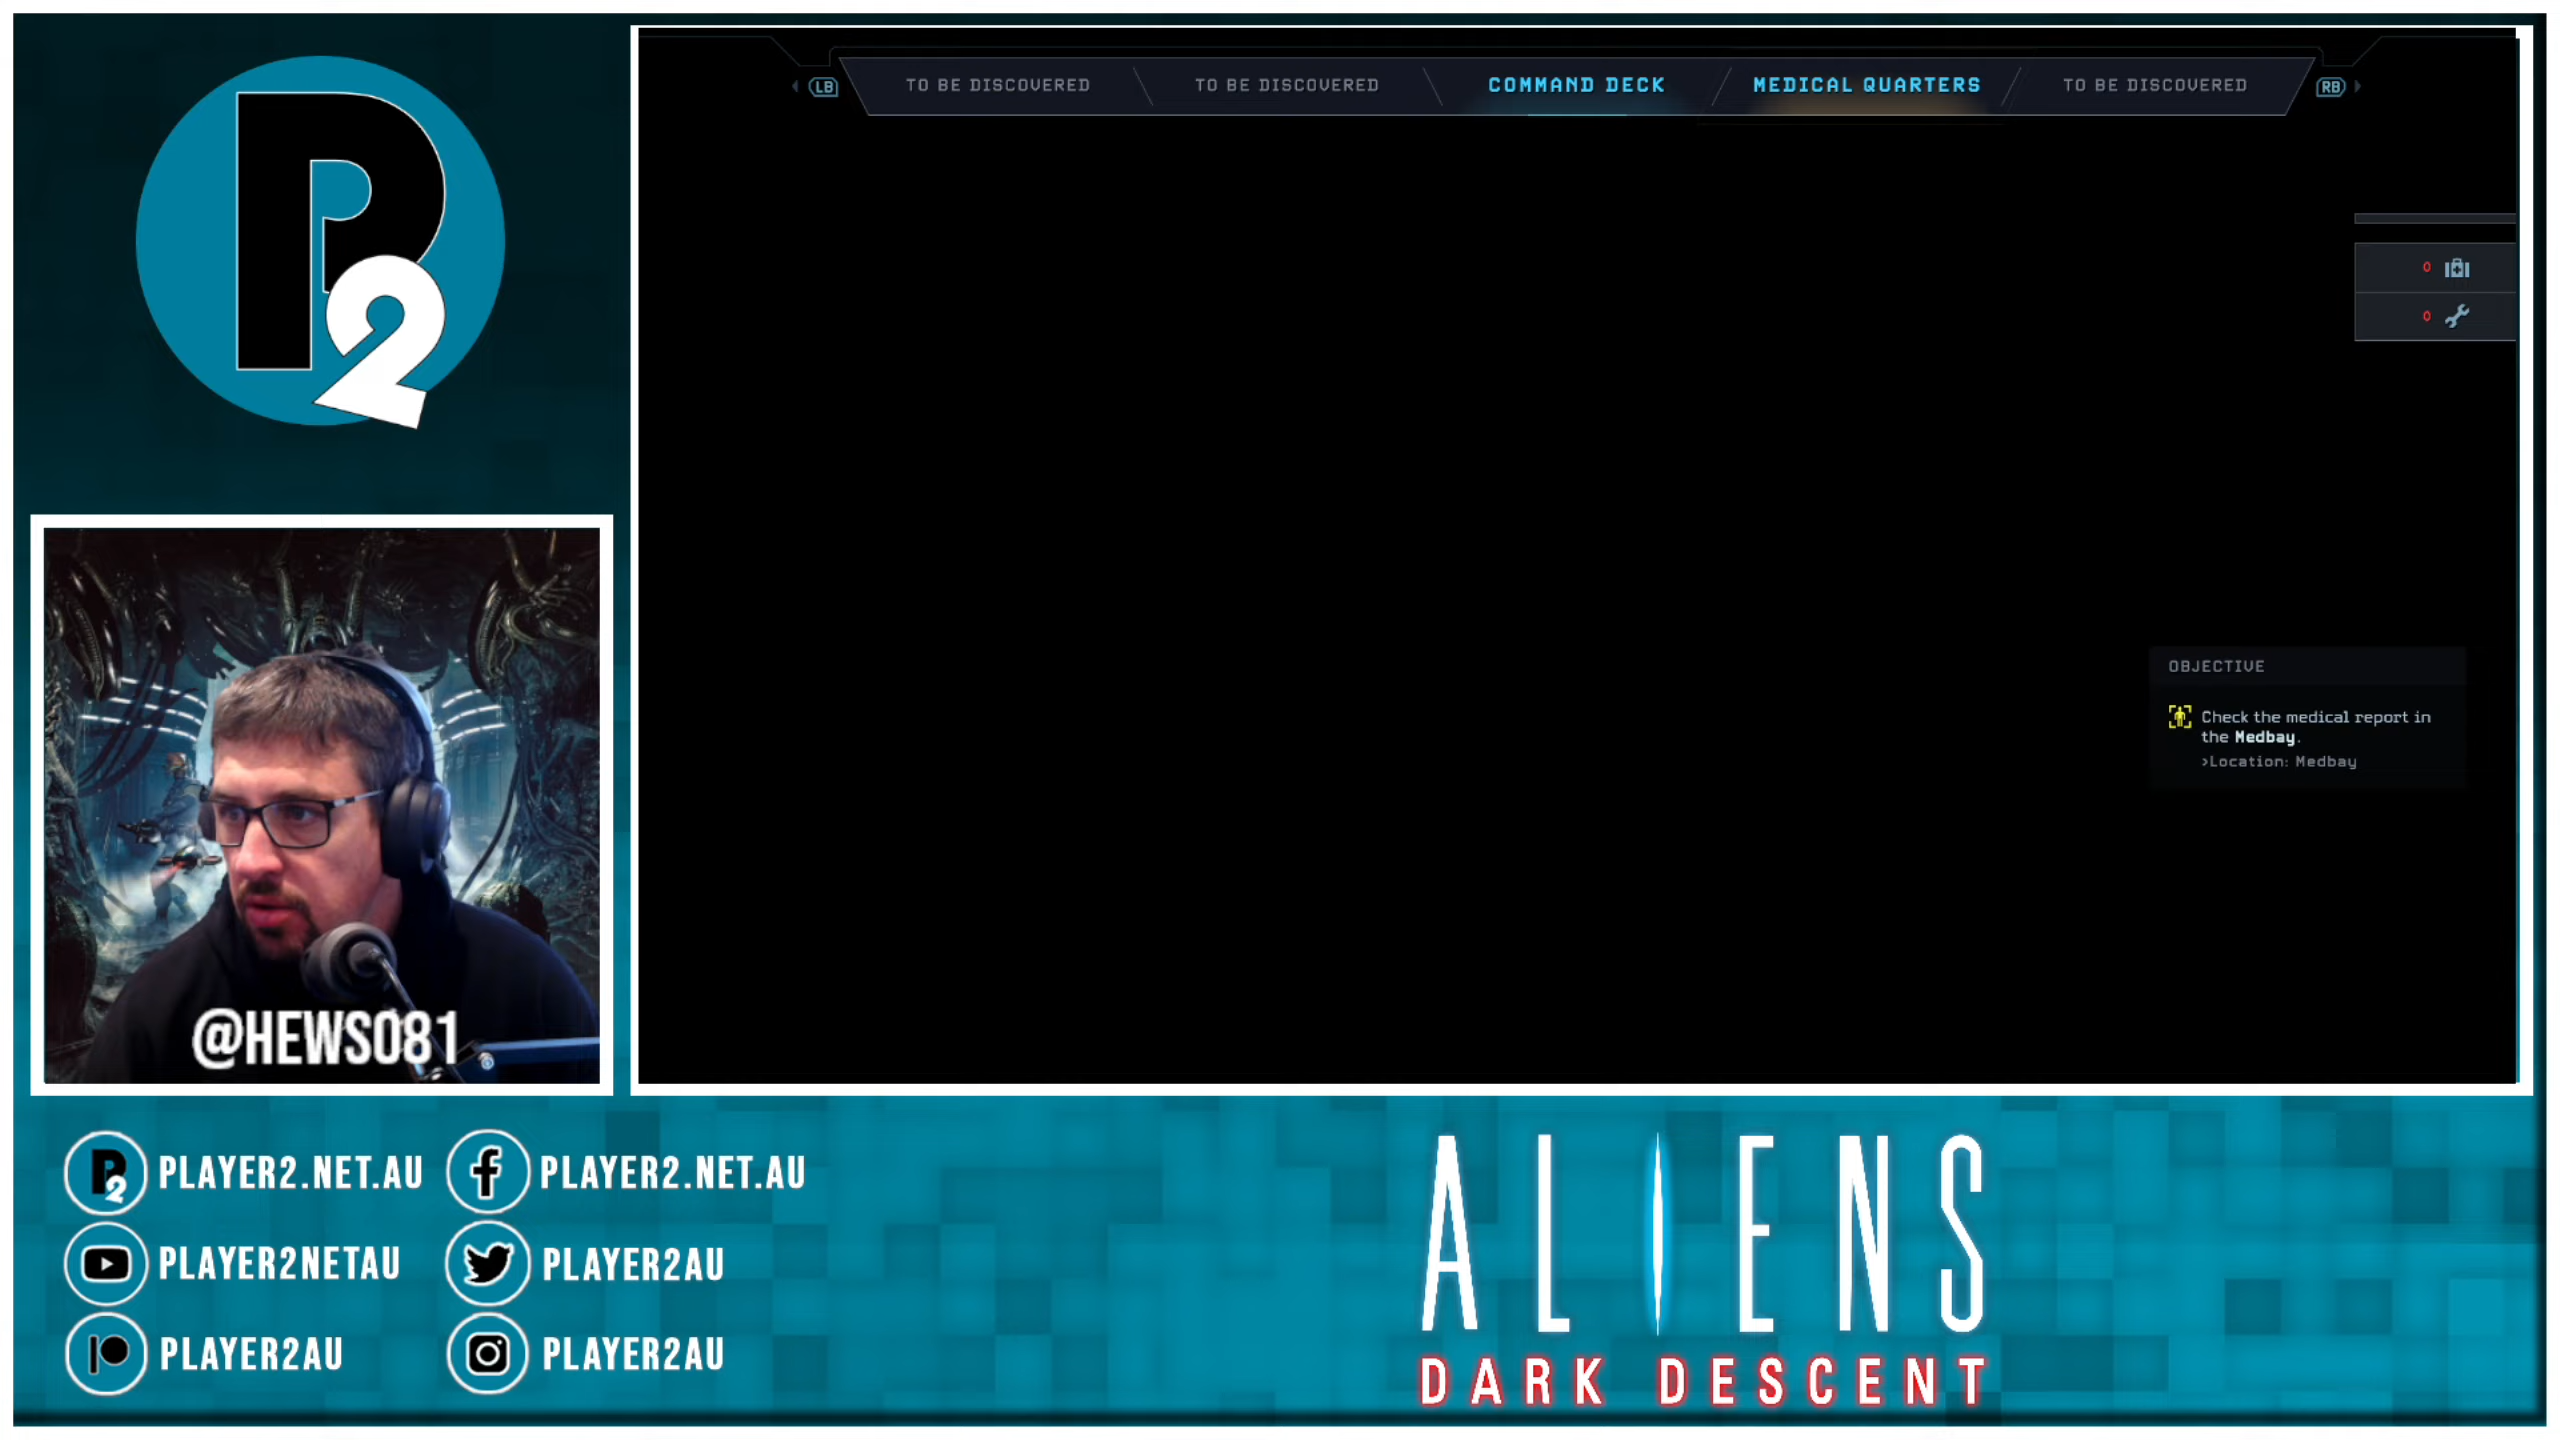 P2
LB
TO BE DISCOVERED
TO BE DISCOVERED
COMMAND DECK
MEDICAL QUARTERS
TO BE DISCOVERED
RB
0
0
OBJECTIVE
Check the medical report in
the Medbay.
>Location: Medbay
@HEWSO81
PLAYER2.NET.AU
PLAYER2.NET.AU
PLAYER2NETAU
PLAYER2AU
PLAYER2AU
PLAYER2AU
ALIENS
DARK DESCENT